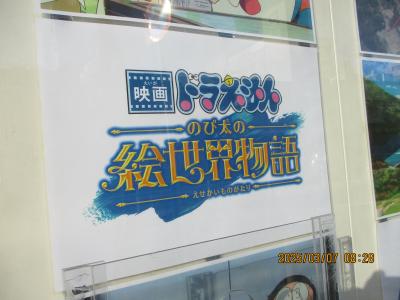 えいが
映画ドラえもん
のび太の
絵世界物語
えせかいものがたり
2025/03/07 09:29